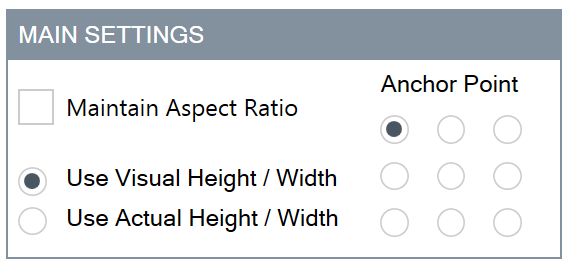 MAIN SETTINGS
Anchor Point
Maintain Aspect Ratio
Use Visual Height / Width
Use Actual Height / Width